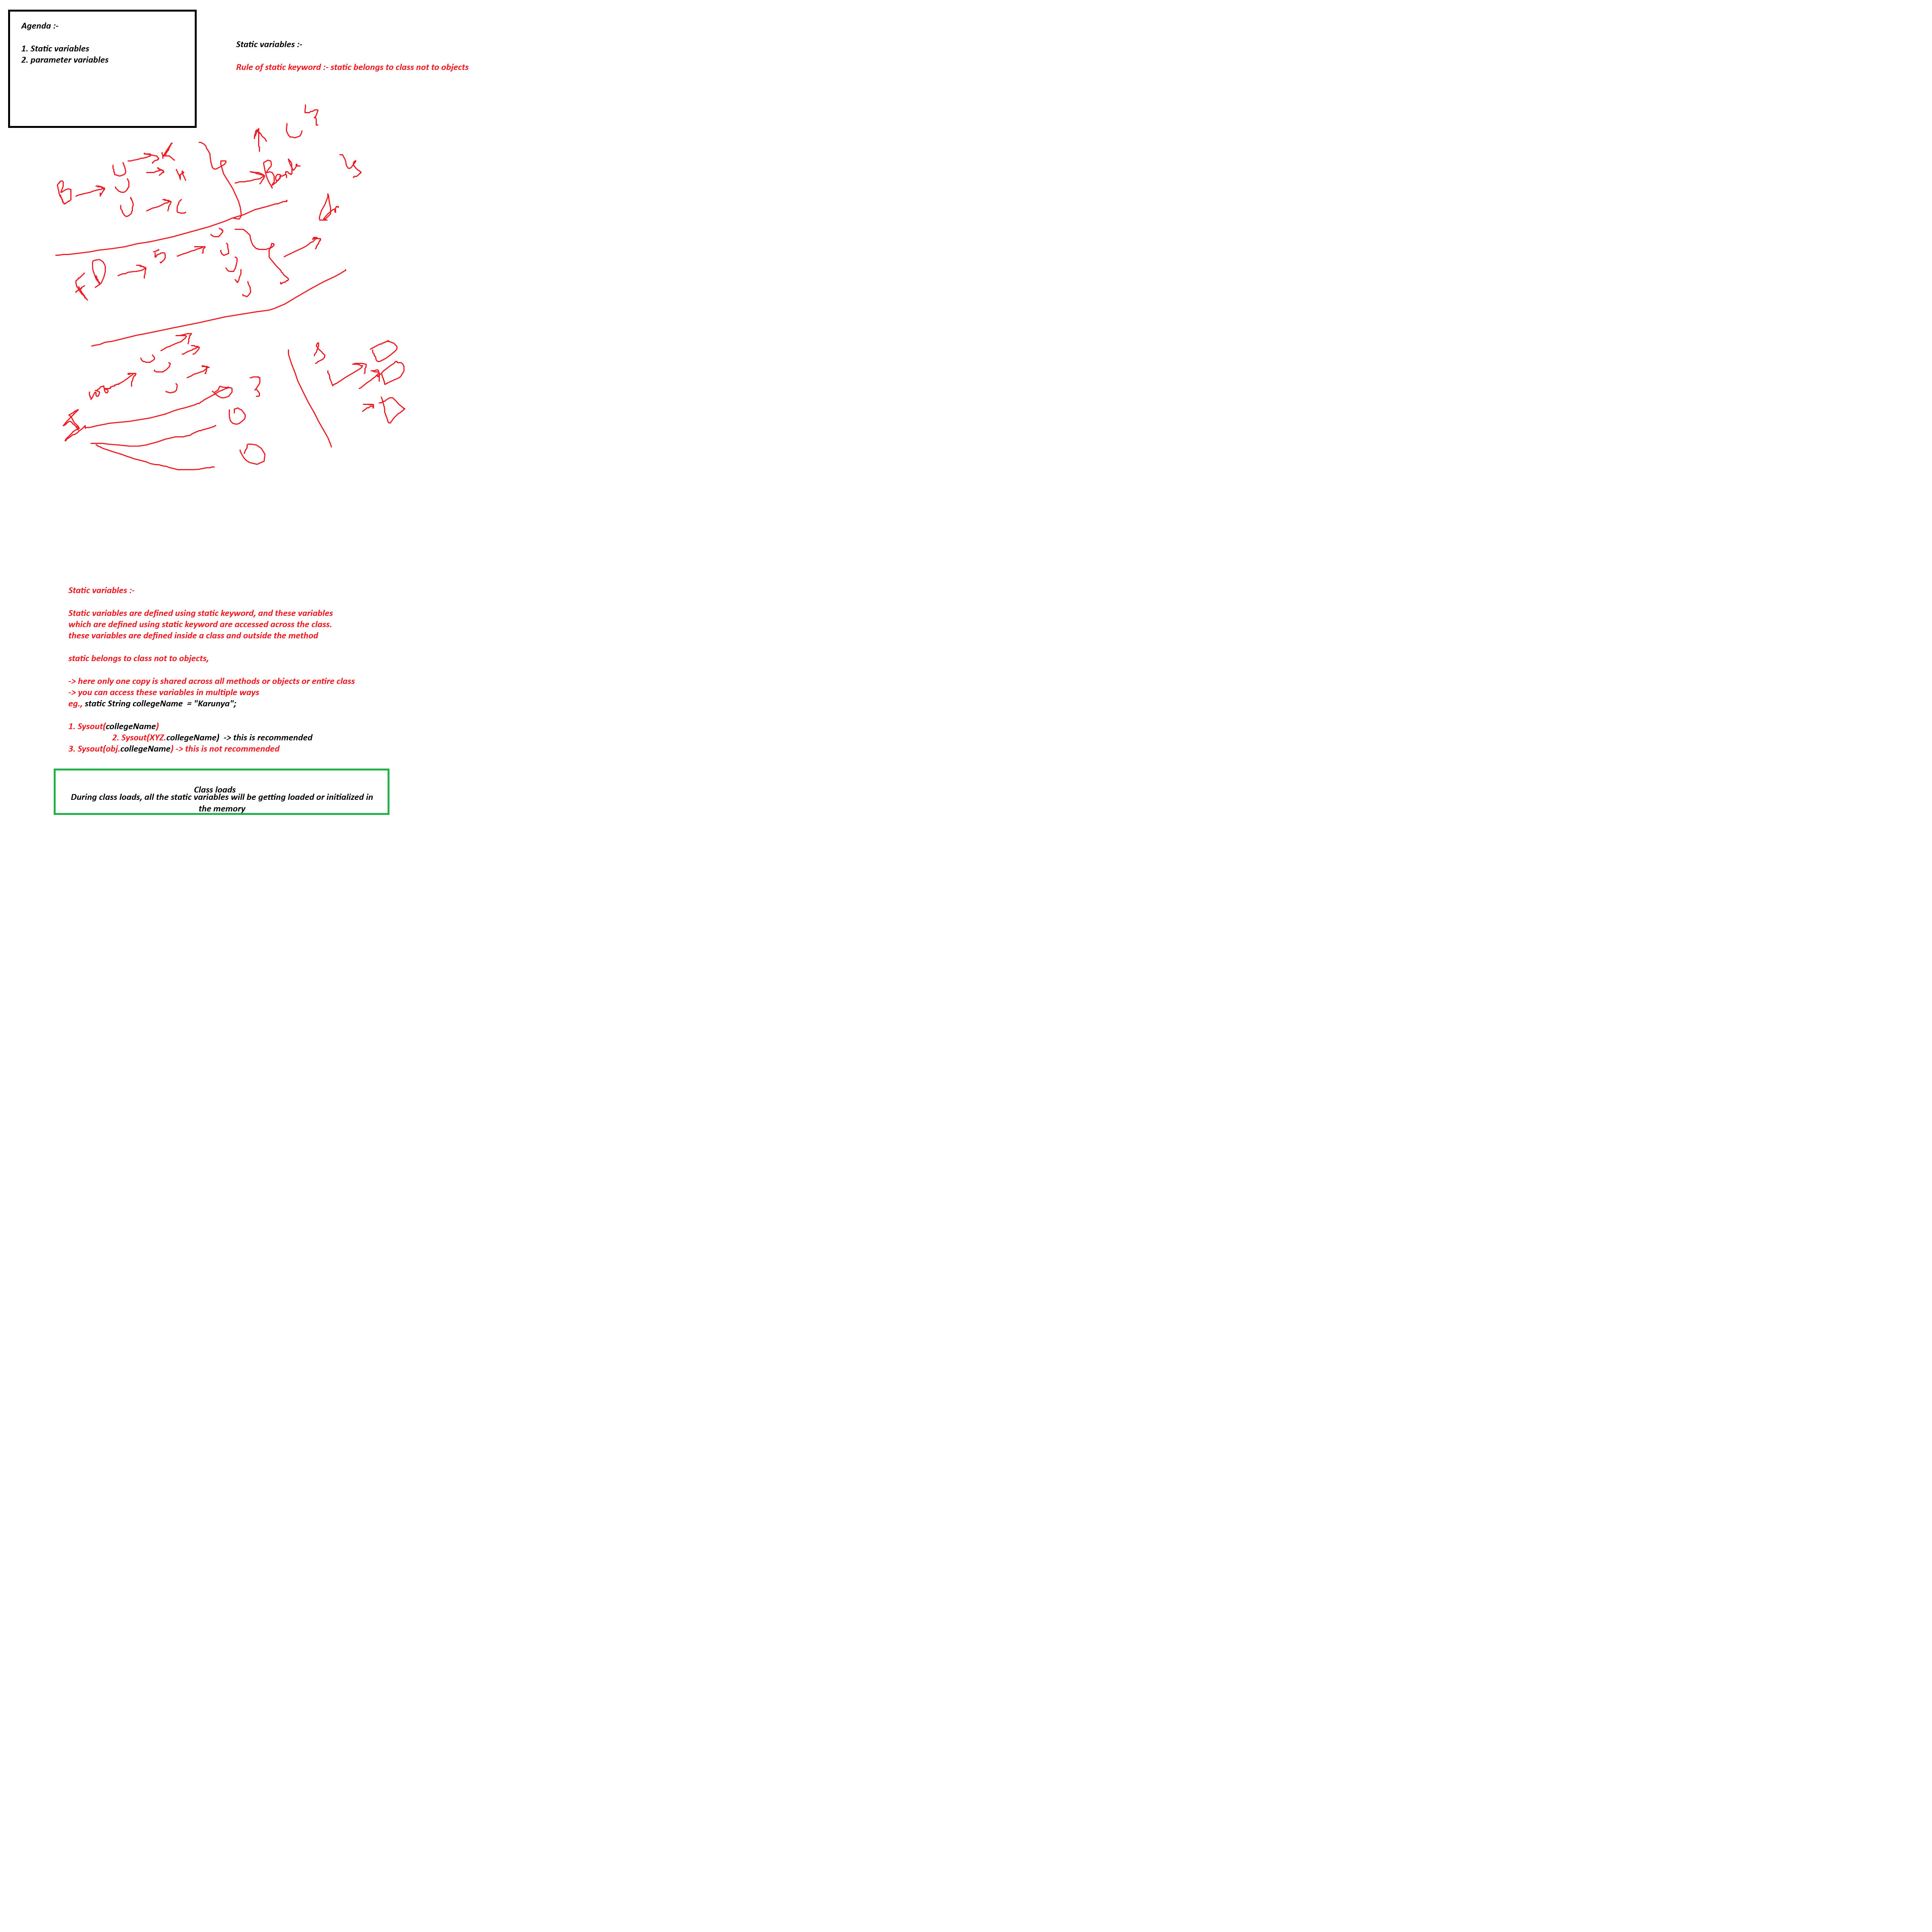 Agenda :-
1. Static variables
2. parameter variables
Static variables :-
Rule of static keyword :- static belongs to class not to objects
B
K
Bank
FD
5
3
Static variables :-
Static variables are defined using static keyword, and these variables
which are defined using static keyword are accessed across the class.
these variables are defined inside a class and outside the method
static belongs to class not to objects,
-> here only one copy is shared across all methods or objects or entire class
-> you can access these variables in multiple ways
eg., static String collegeName  = "Karunya";
1. Sysout(collegeName)
2. Sysout(XYZ.collegeName)  -> this is recommended
3. Sysout(obj.collegeName) -> this is not recommended
Class loads
During class loads, all the static variables will be getting loaded or initialized in
the memory